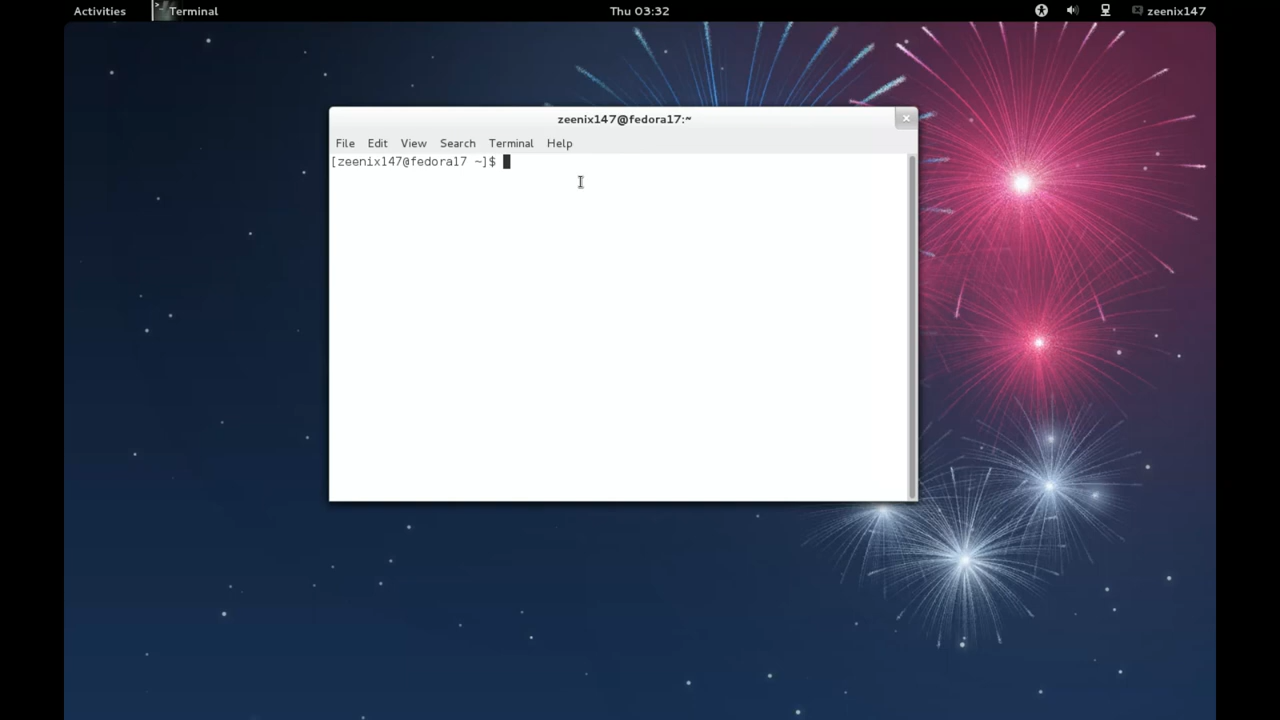 Activities Terminal Thu 03:32 zeenix147
zeenix147@fedora17:~
File Edit View Search Terminal Help
[zeenix147@fedora17 ~]$